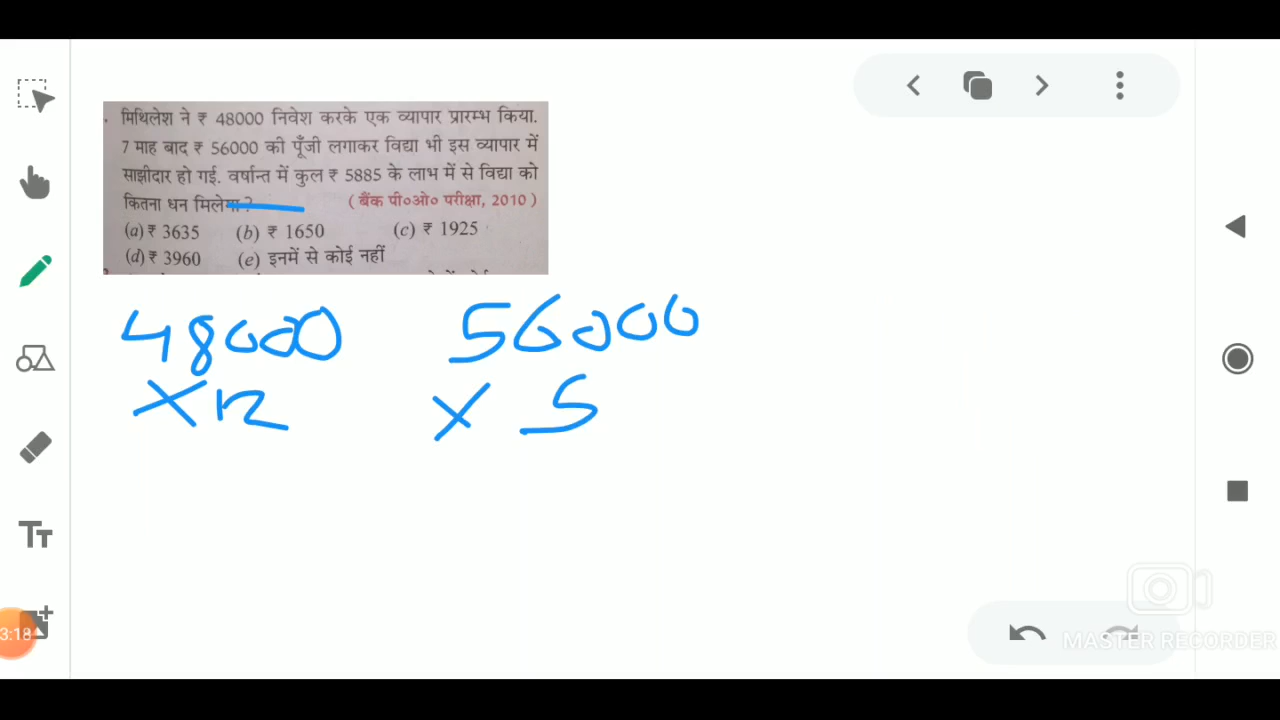 मिथिलेश ने ₹ 48000 निवेश करके एक व्यापार प्रारम्भ किया.
7 माह बाद ₹ 56000 की पूँजी लगाकर विद्या भी इस व्यापार में
साझीदार हो गई. वर्षान्त में कुल ₹ 5885 के लाभ में से विद्या को
कितना धन मिलेगा ? ( बैंक पी०ओ० परीक्षा, 2010 )
(a) ₹ 3635 (b) ₹ 1650 (c) ₹ 1925
(d) ₹ 3960 (e) इनमें से कोई नहीं
48000 56000
X 12 X 5
TT
3:18
MASTER RECORDER